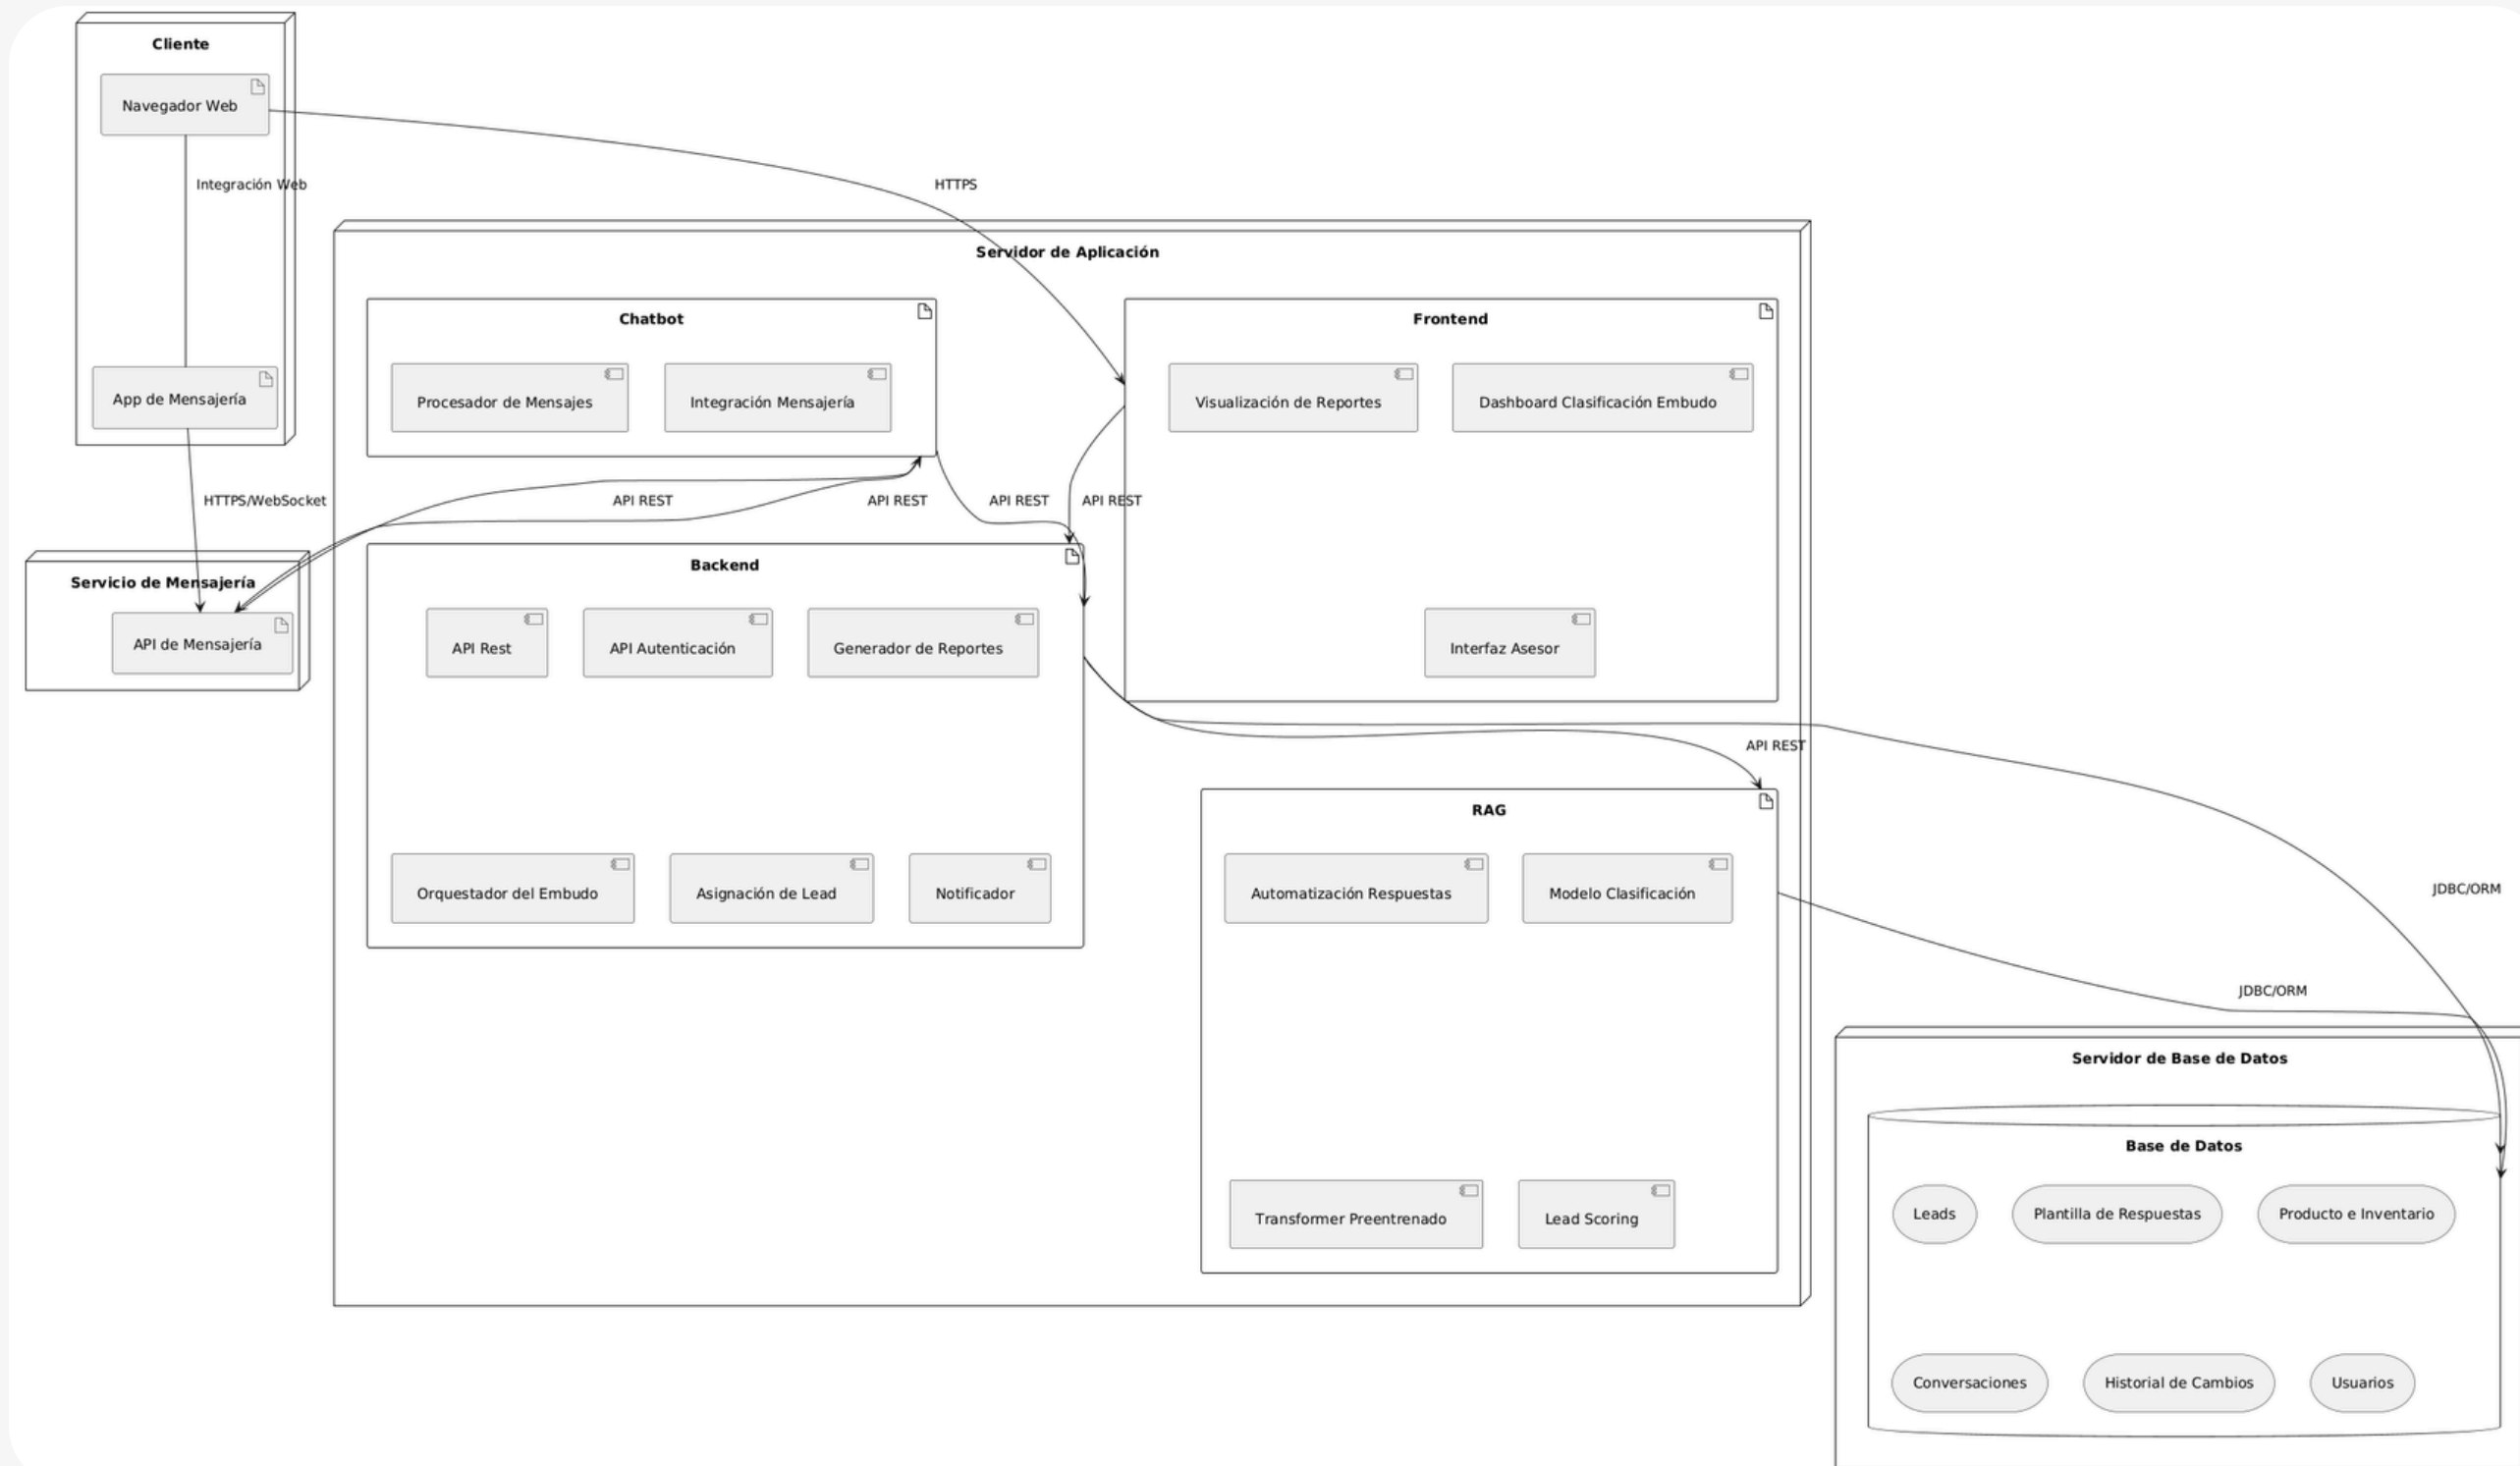 Cliente
Navegador Web
Integración Web
HTTPS
App de Mensajería
HTTPS/WebSocket
Servicio de Mensajería
API de Mensajería
Servidor de Aplicación
Chatbot
Procesador de Mensajes
Integración Mensajería
Frontend
Visualización de Reportes
Dashboard Clasificación Embudo
Interfaz Asesor
API REST
API REST
API REST
API REST
Backend
API Rest
API Autenticación
Generador de Reportes
Orquestador del Embudo
Asignación de Lead
Notificador
API REST
RAG
Automatización Respuestas
Modelo Clasificación
Transformer Preentrenado
Lead Scoring
JDBC/ORM
JDBC/ORM
Servidor de Base de Datos
Base de Datos
Leads
Plantilla de Respuestas
Producto e Inventario
Conversaciones
Historial de Cambios
Usuarios